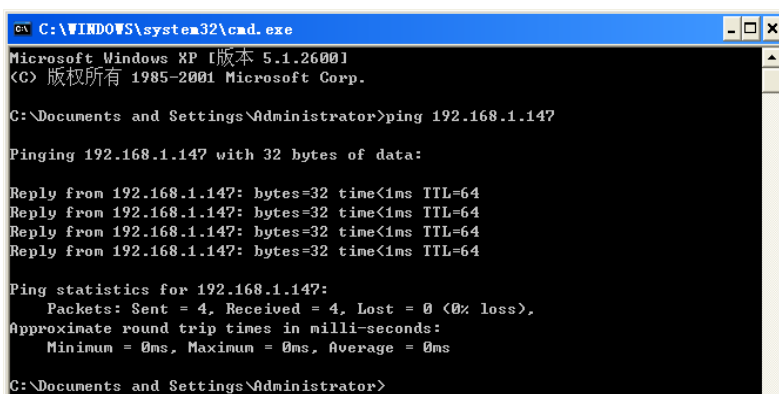 C:\WINDOWS\system32\cmd.exe
Microsoft Windows XP [版本 5.1.2600]
(C) 版权所有 1985-2001 Microsoft Corp.
C:\Documents and Settings\Administrator>ping 192.168.1.147
Pinging 192.168.1.147 with 32 bytes of data:
Reply from 192.168.1.147: bytes=32 time<1ms TTL=64
Reply from 192.168.1.147: bytes=32 time<1ms TTL=64
Reply from 192.168.1.147: bytes=32 time<1ms TTL=64
Reply from 192.168.1.147: bytes=32 time<1ms TTL=64
Ping statistics for 192.168.1.147:
Packets: Sent = 4, Received = 4, Lost = 0 (0% loss),
Approximate round trip times in milli-seconds:
Minimum = 0ms, Maximum = 0ms, Average = 0ms
C:\Documents and Settings\Administrator>